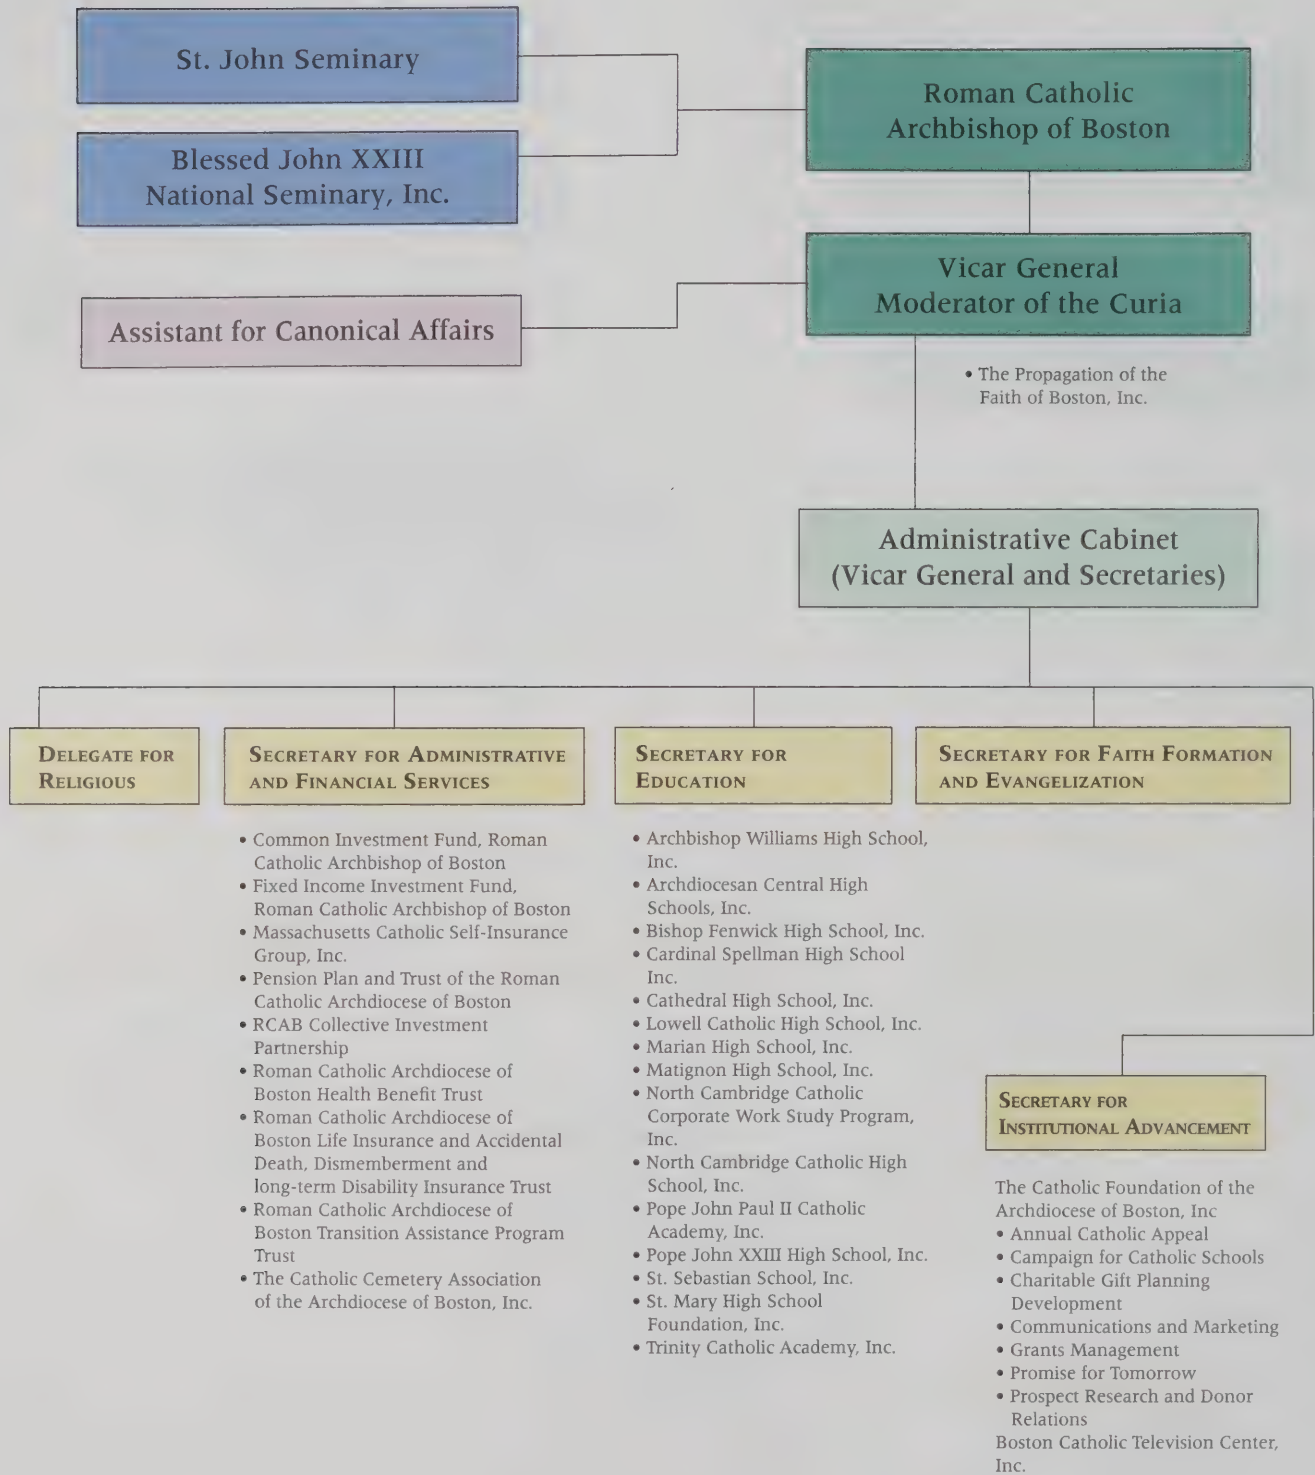 St. John Seminary
Blessed John XXIII
National Seminary, Inc.
Roman Catholic
Archbishop of Boston
Vicar General
Moderator of the Curia
Assistant for Canonical Affairs
• The Propagation of the
Faith of Boston, Inc.
Administrative Cabinet
(Vicar General and Secretaries)
DELEGATE FOR
RELIGIOUS
SECRETARY FOR ADMINISTRATIVE
AND FINANCIAL SERVICES
• Common Investment Fund, Roman
Catholic Archbishop of Boston
• Fixed Income Investment Fund,
Roman Catholic Archbishop of Boston
• Massachusetts Catholic Self-Insurance
Group, Inc.
• Pension Plan and Trust of the Roman
Catholic Archdiocese of Boston
• RCAB Collective Investment
Partnership
• Roman Catholic Archdiocese of
Boston Health Benefit Trust
• Roman Catholic Archdiocese of
Boston Life Insurance and Accidental
Death, Dismemberment and
long-term Disability Insurance Trust
• Roman Catholic Archdiocese of
Boston Transition Assistance Program
Trust
• The Catholic Cemetery Association
of the Archdiocese of Boston, Inc.
SECRETARY FOR
EDUCATION
• Archbishop Williams High School,
Inc.
• Archdiocesan Central High
Schools, Inc.
• Bishop Fenwick High School, Inc.
• Cardinal Spellman High School
Inc.
• Cathedral High School, Inc.
• Lowell Catholic High School, Inc.
• Marian High School, Inc.
• Matignon High School, Inc.
• North Cambridge Catholic
Corporate Work Study Program,
Inc.
• North Cambridge Catholic High
School, Inc.
• Pope John Paul II Catholic
Academy, Inc.
• Pope John XXIII High School, Inc.
• St. Sebastian School, Inc.
• St. Mary High School
Foundation, Inc.
• Trinity Catholic Academy, Inc.
SECRETARY FOR FAITH FORMATION
AND EVANGELIZATION
SECRETARY FOR
INSTITUTIONAL ADVANCEMENT
The Catholic Foundation of the
Archdiocese of Boston, Inc
• Annual Catholic Appeal
• Campaign for Catholic Schools
• Charitable Gift Planning
Development
• Communications and Marketing
• Grants Management
• Promise for Tomorrow
• Prospect Research and Donor
Relations
Boston Catholic Television Center,
Inc.